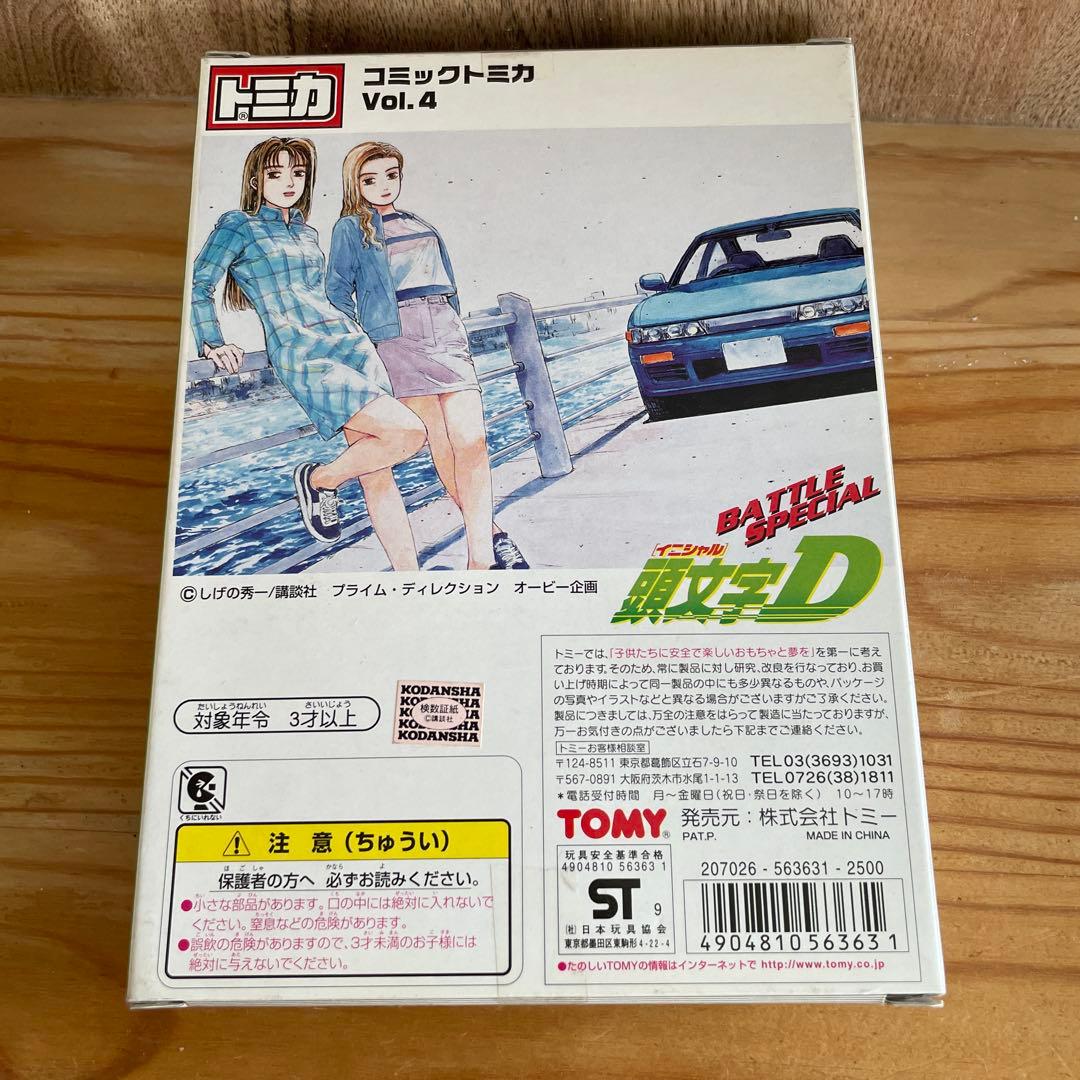 トミカ®
コミックトミカ
Vol.4
BATTLE
SPECIAL
[イニシャル]
頭文字D
©しげの秀一/講談社 プライム・ディレクション オービー企画
たいしょうねんれい さいいじょう
対象年令 3才以上
KODANSHA
検数証紙
©講談社
KODANSHA
くちにいれない
注意(ちゅうい)
ほごしゃ かなら よ
保護者の方へ 必ずお読みください。
●小さな部品があります。口の中には絶対に入れないで
ください。窒息などの危険があります。
●誤飲の危険がありますので、3才未満のお子様には
絶対に与えないでください。
トミーでは、「子供たちに安全で楽しいおもちゃと夢を」を第一に考え
ております。そのため、常に製品に対し研究、改良を行なっており、お買
い上げ時期によって同一製品の中にも多少異なるものや、パッケージ
の写真やイラストなどと異なる場合がございますがご了承ください。
製品につきましては、万全の注意をはらって製造に当たっておりますが、
万一お気付きの点がございましたら下記までご連絡ください。
トミーお客様相談室
〒124-8511 東京都葛飾区立石7-9-10 TEL03(3693)1031
〒567-0891 大阪府茨木市水尾1-1-13 TEL0726(38)1811
*電話受付時間 月〜金曜日(祝日・祭日を除く) 10〜17時
TOMY® 発売元:株式会社トミー
PAT.P. MADE IN CHINA
玩具安全基準合格
4904810 56363 1
ST 9
(社)日本玩具協会
東京都墨田区東駒形4-22-4
207026-563631-2500
4904810563631
●たのしいTOMYの情報はインターネットで http://www.tomy.co.jp